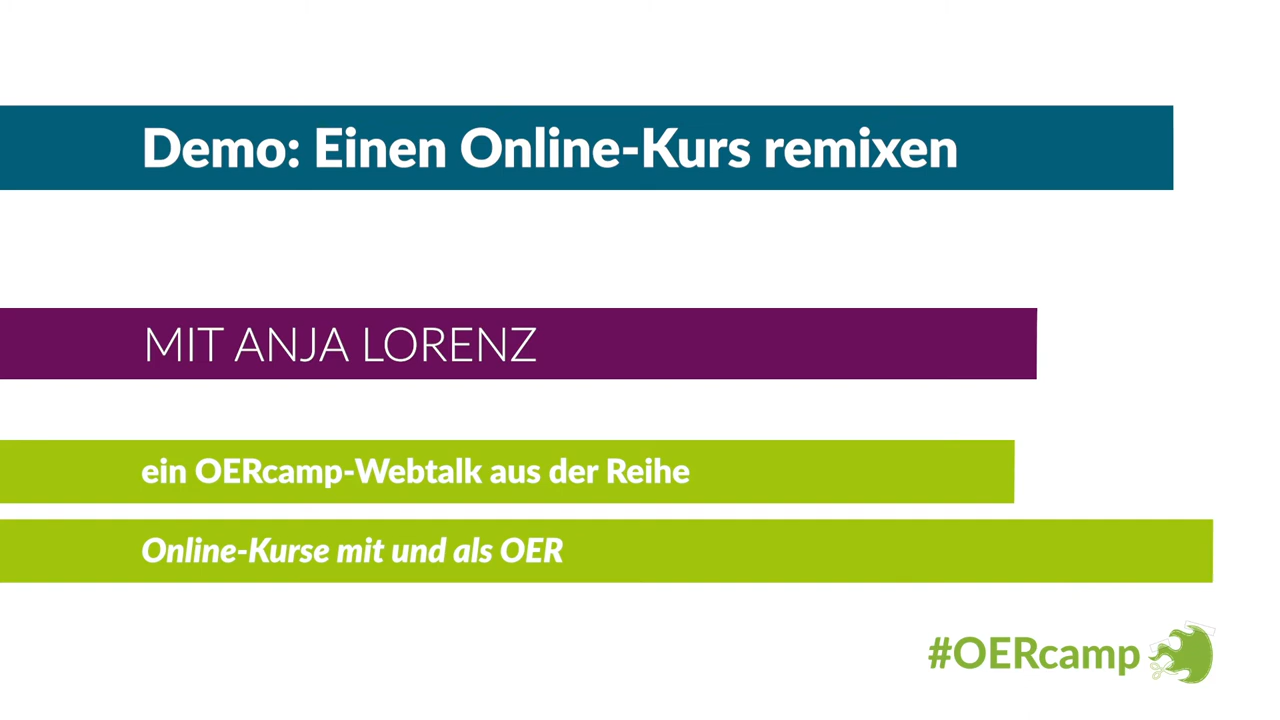 Demo: Einen Online-Kurs remixen
MIT ANJA LORENZ
ein OERcamp-Webtalk aus der Reihe
Online-Kurse mit und als OER
#OERcamp